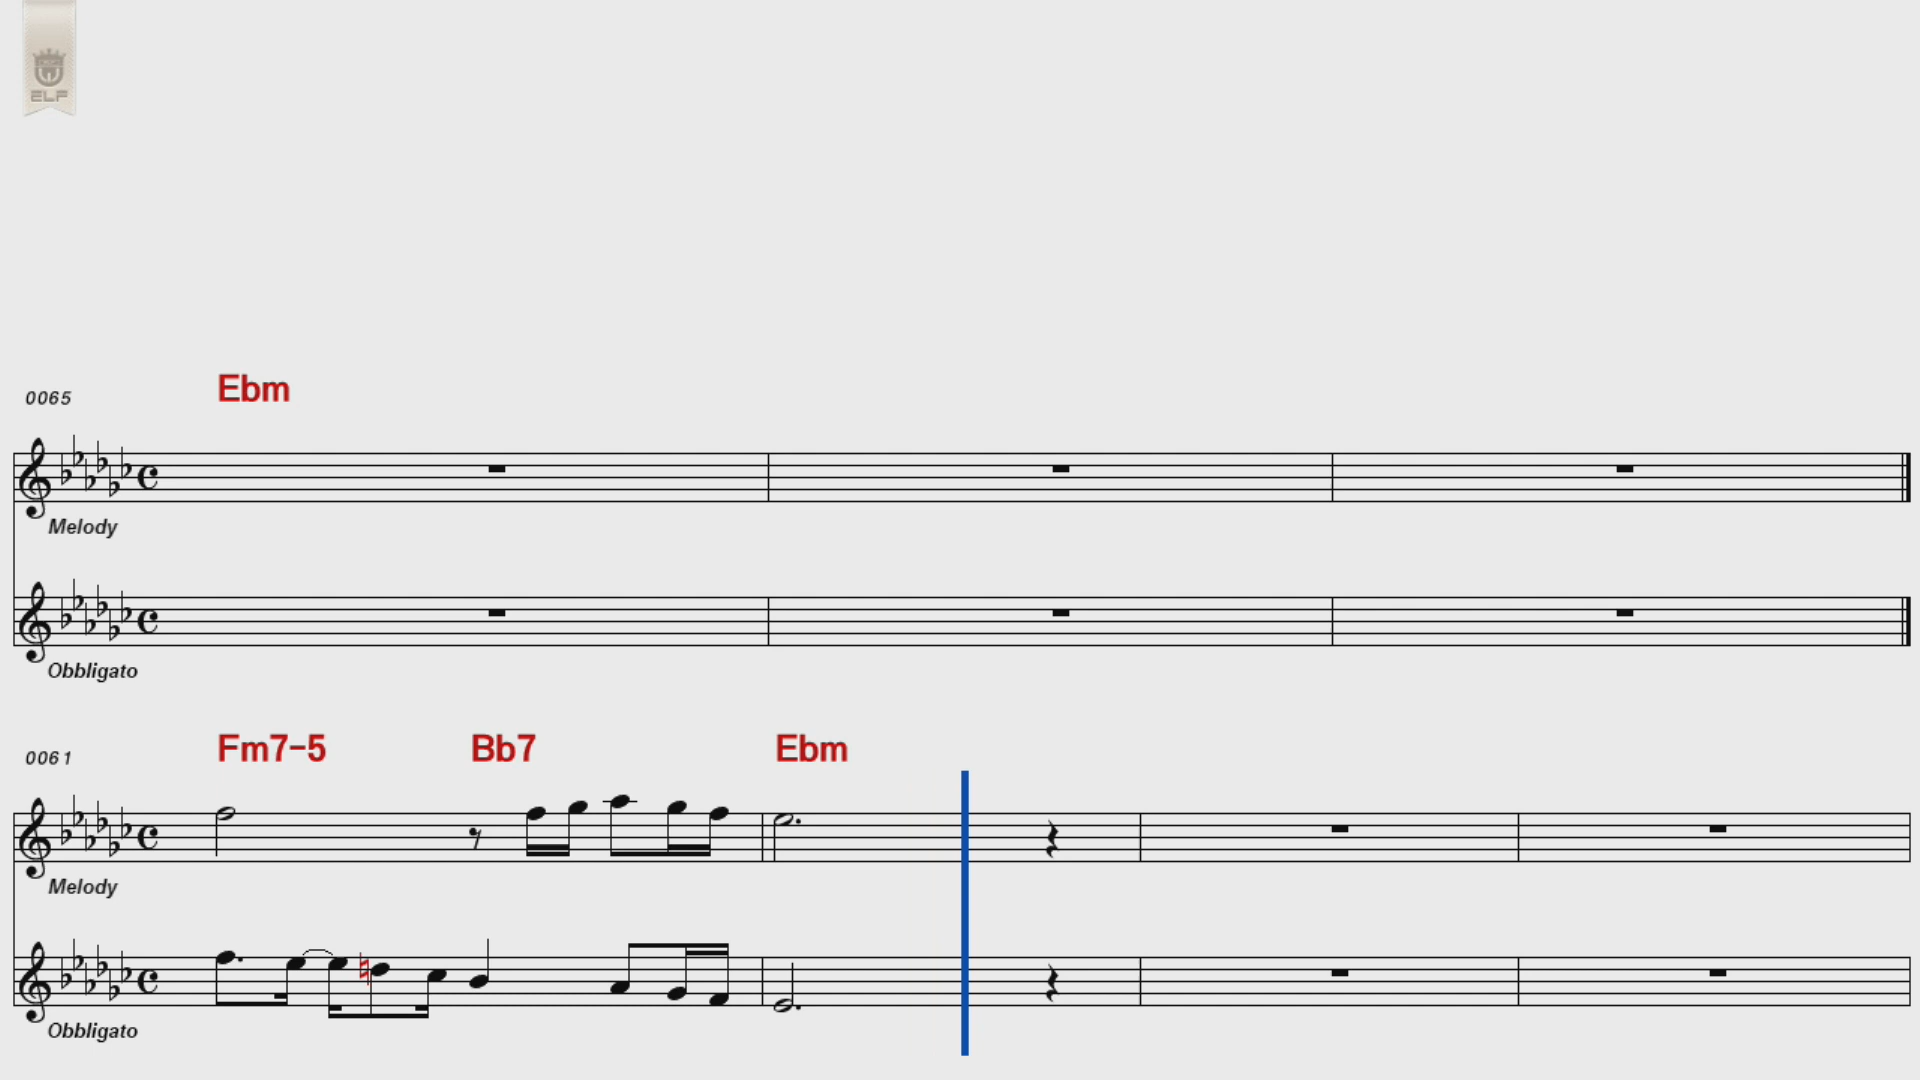 ELF
0065 Ebm
Melody
Obbligato
0061 Fm7-5 Bb7 Ebm
Melody
Obbligato